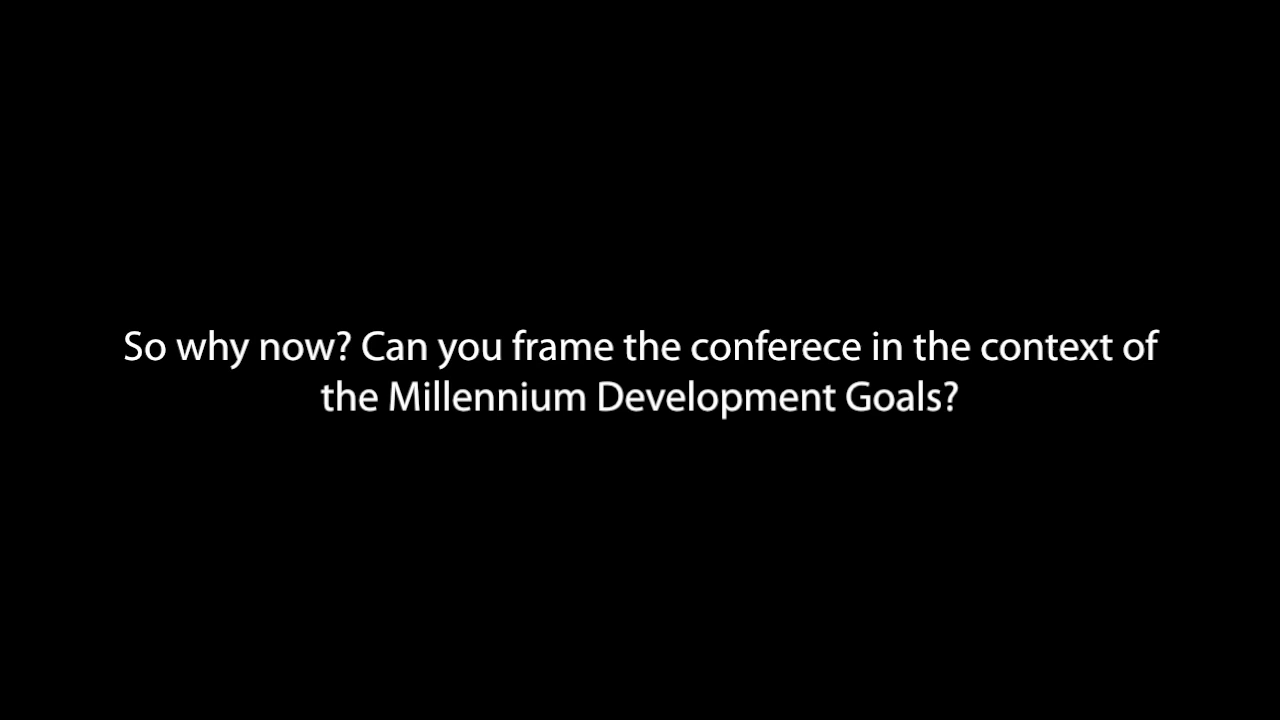 So why now? Can you frame the conferece in the context of
the Millennium Development Goals?